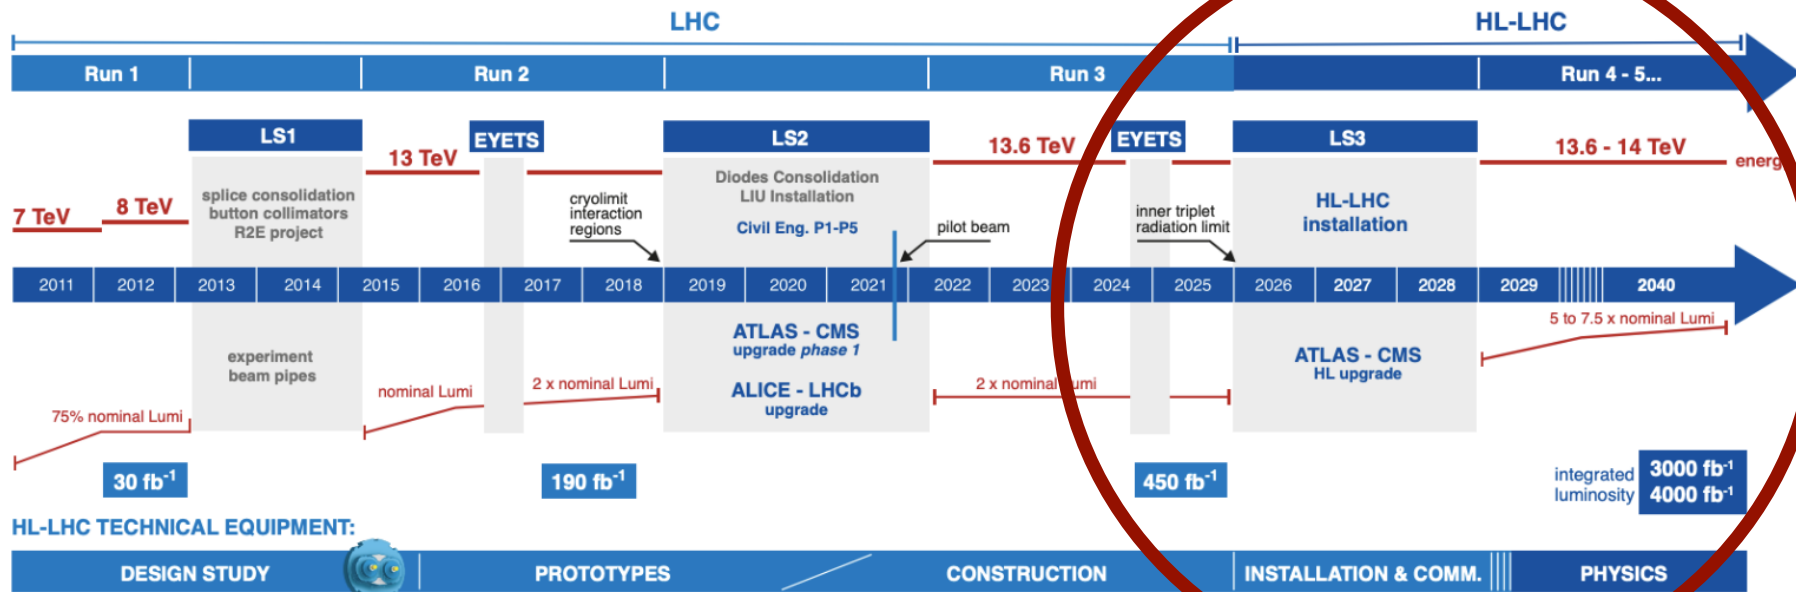 LHC
HL-LHC
Run 1
Run 2
Run 3
Run 4 - 5...
LS1
EYETS
LS2
EYETS
LS3
13 TeV
13.6 TeV
13.6 - 14 TeV
energ
7 TeV
8 TeV
splice consolidation
button collimators
R2E project
cryolimit
interaction
regions
Diodes Consolidation
LIU Installation
Civil Eng. P1-P5
pilot beam
inner triplet
radiation limit
HL-LHC
installation
2011
2012
2013
2014
2015
2016
2017
2018
2019
2020
2021
2022
2023
2024
2025
2026
2027
2028
2029
2040
5 to 7.5 x nominal Lumi
experiment
beam pipes
ATLAS - CMS
upgrade phase 1
ALICE - LHCb
upgrade
ATLAS - CMS
HL upgrade
75% nominal Lumi
nominal Lumi
2 x nominal Lumi
2 x nominal Lumi
30 fb⁻¹
190 fb⁻¹
450 fb⁻¹
integrated
luminosity
3000 fb⁻¹
4000 fb⁻¹
HL-LHC TECHNICAL EQUIPMENT:
DESIGN STUDY
PROTOTYPES
CONSTRUCTION
INSTALLATION & COMM.
PHYSICS